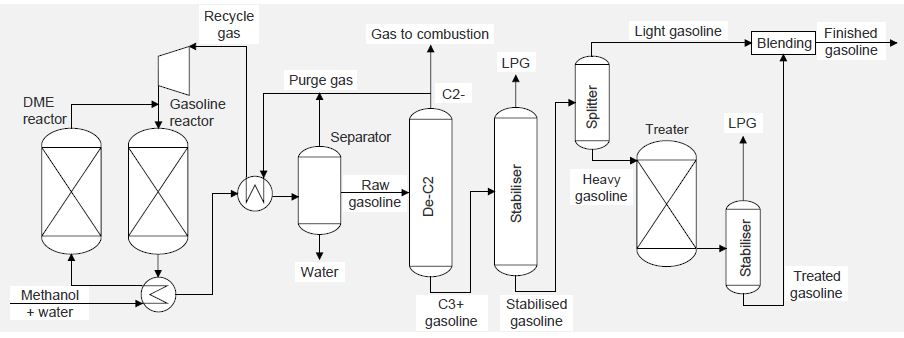 Recycle
gas
Gas to combustion
Light gasoline
Blending
Finished
gasoline
LPG
Purge gas
C2-
DME
reactor
Gasoline
reactor
Separator
Splitter
Treater
LPG
Raw
gasoline
De-C2
Stabiliser
Heavy
gasoline
Stabiliser
Water
Methanol
+ water
C3+
gasoline
Stabilised
gasoline
Treated
gasoline